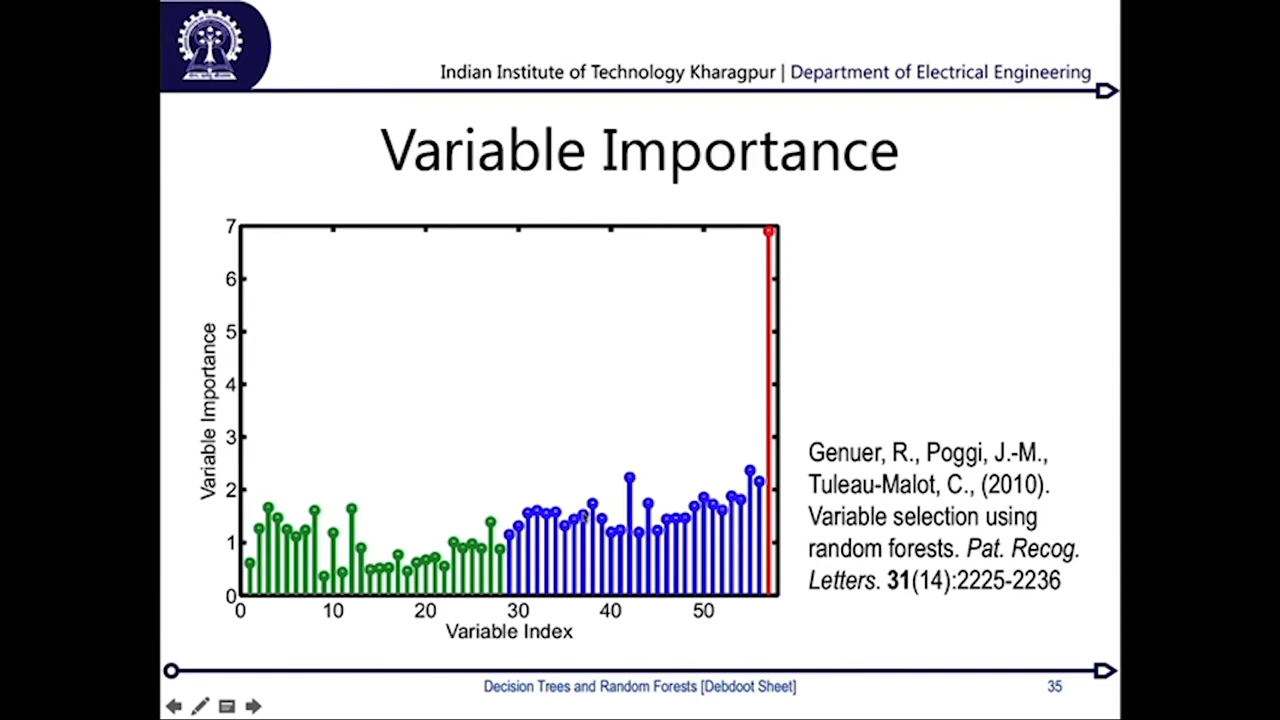 Indian Institute of Technology Kharagpur | Department of Electrical Engineering
Variable Importance
7
6
5
4
3
2
1
0
Variable Importance
0 10 20 30 40 50
Variable Index
Genuer, R., Poggi, J.-M.,
Tuleau-Malot, C., (2010).
Variable selection using
random forests. Pat. Recog.
Letters. 31(14):2225-2236
Decision Trees and Random Forests [Debdoot Sheet]
35